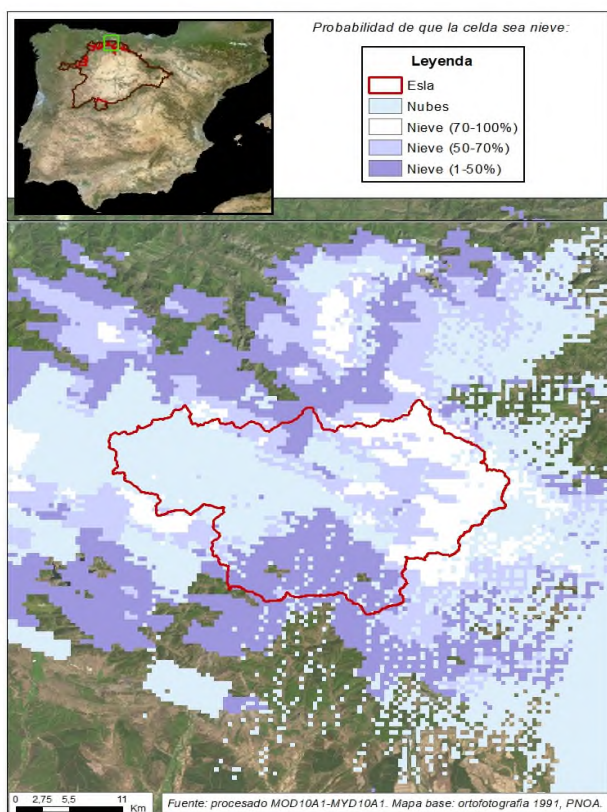 Probabilidad de que la celda sea nieve:
Leyenda
Esla
Nubes
Nieve (70-100%)
Nieve (50-70%)
Nieve (1-50%)
0 2,75 5,5 11
Km
Fuente: procesado MOD10A1-MYD10A1. Mapa base: ortofotografía 1991, PNOA